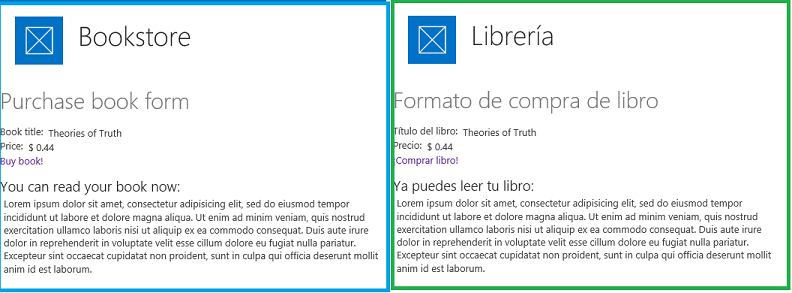 Bookstore
Purchase book form
Book title: Theories of Truth
Price: $ 0.44
Buy book!
You can read your book now:
Lorem ipsum dolor sit amet, consectetur adipisicing elit, sed do eiusmod tempor
incididunt ut labore et dolore magna aliqua. Ut enim ad minim veniam, quis nostrud
exercitation ullamco laboris nisi ut aliquip ex ea commodo consequat. Duis aute irure
dolor in reprehenderit in voluptate velit esse cillum dolore eu fugiat nulla pariatur.
Excepteur sint occaecat cupidatat non proident, sunt in culpa qui officia deserunt mollit
anim id est laborum.
Librería
Formato de compra de libro
Título del libro: Theories of Truth
Precio: $ 0.44
¡Comprar libro!
Ya puedes leer tu libro:
Lorem ipsum dolor sit amet, consectetur adipisicing elit, sed do eiusmod tempor
incididunt ut labore et dolore magna aliqua. Ut enim ad minim veniam, quis nostrud
exercitation ullamco laboris nisi ut aliquip ex ea commodo consequat. Duis aute irure
dolor in reprehenderit in voluptate velit esse cillum dolore eu fugiat nulla pariatur.
Excepteur sint occaecat cupidatat non proident, sunt in culpa qui officia deserunt mollit
anim id est laborum.